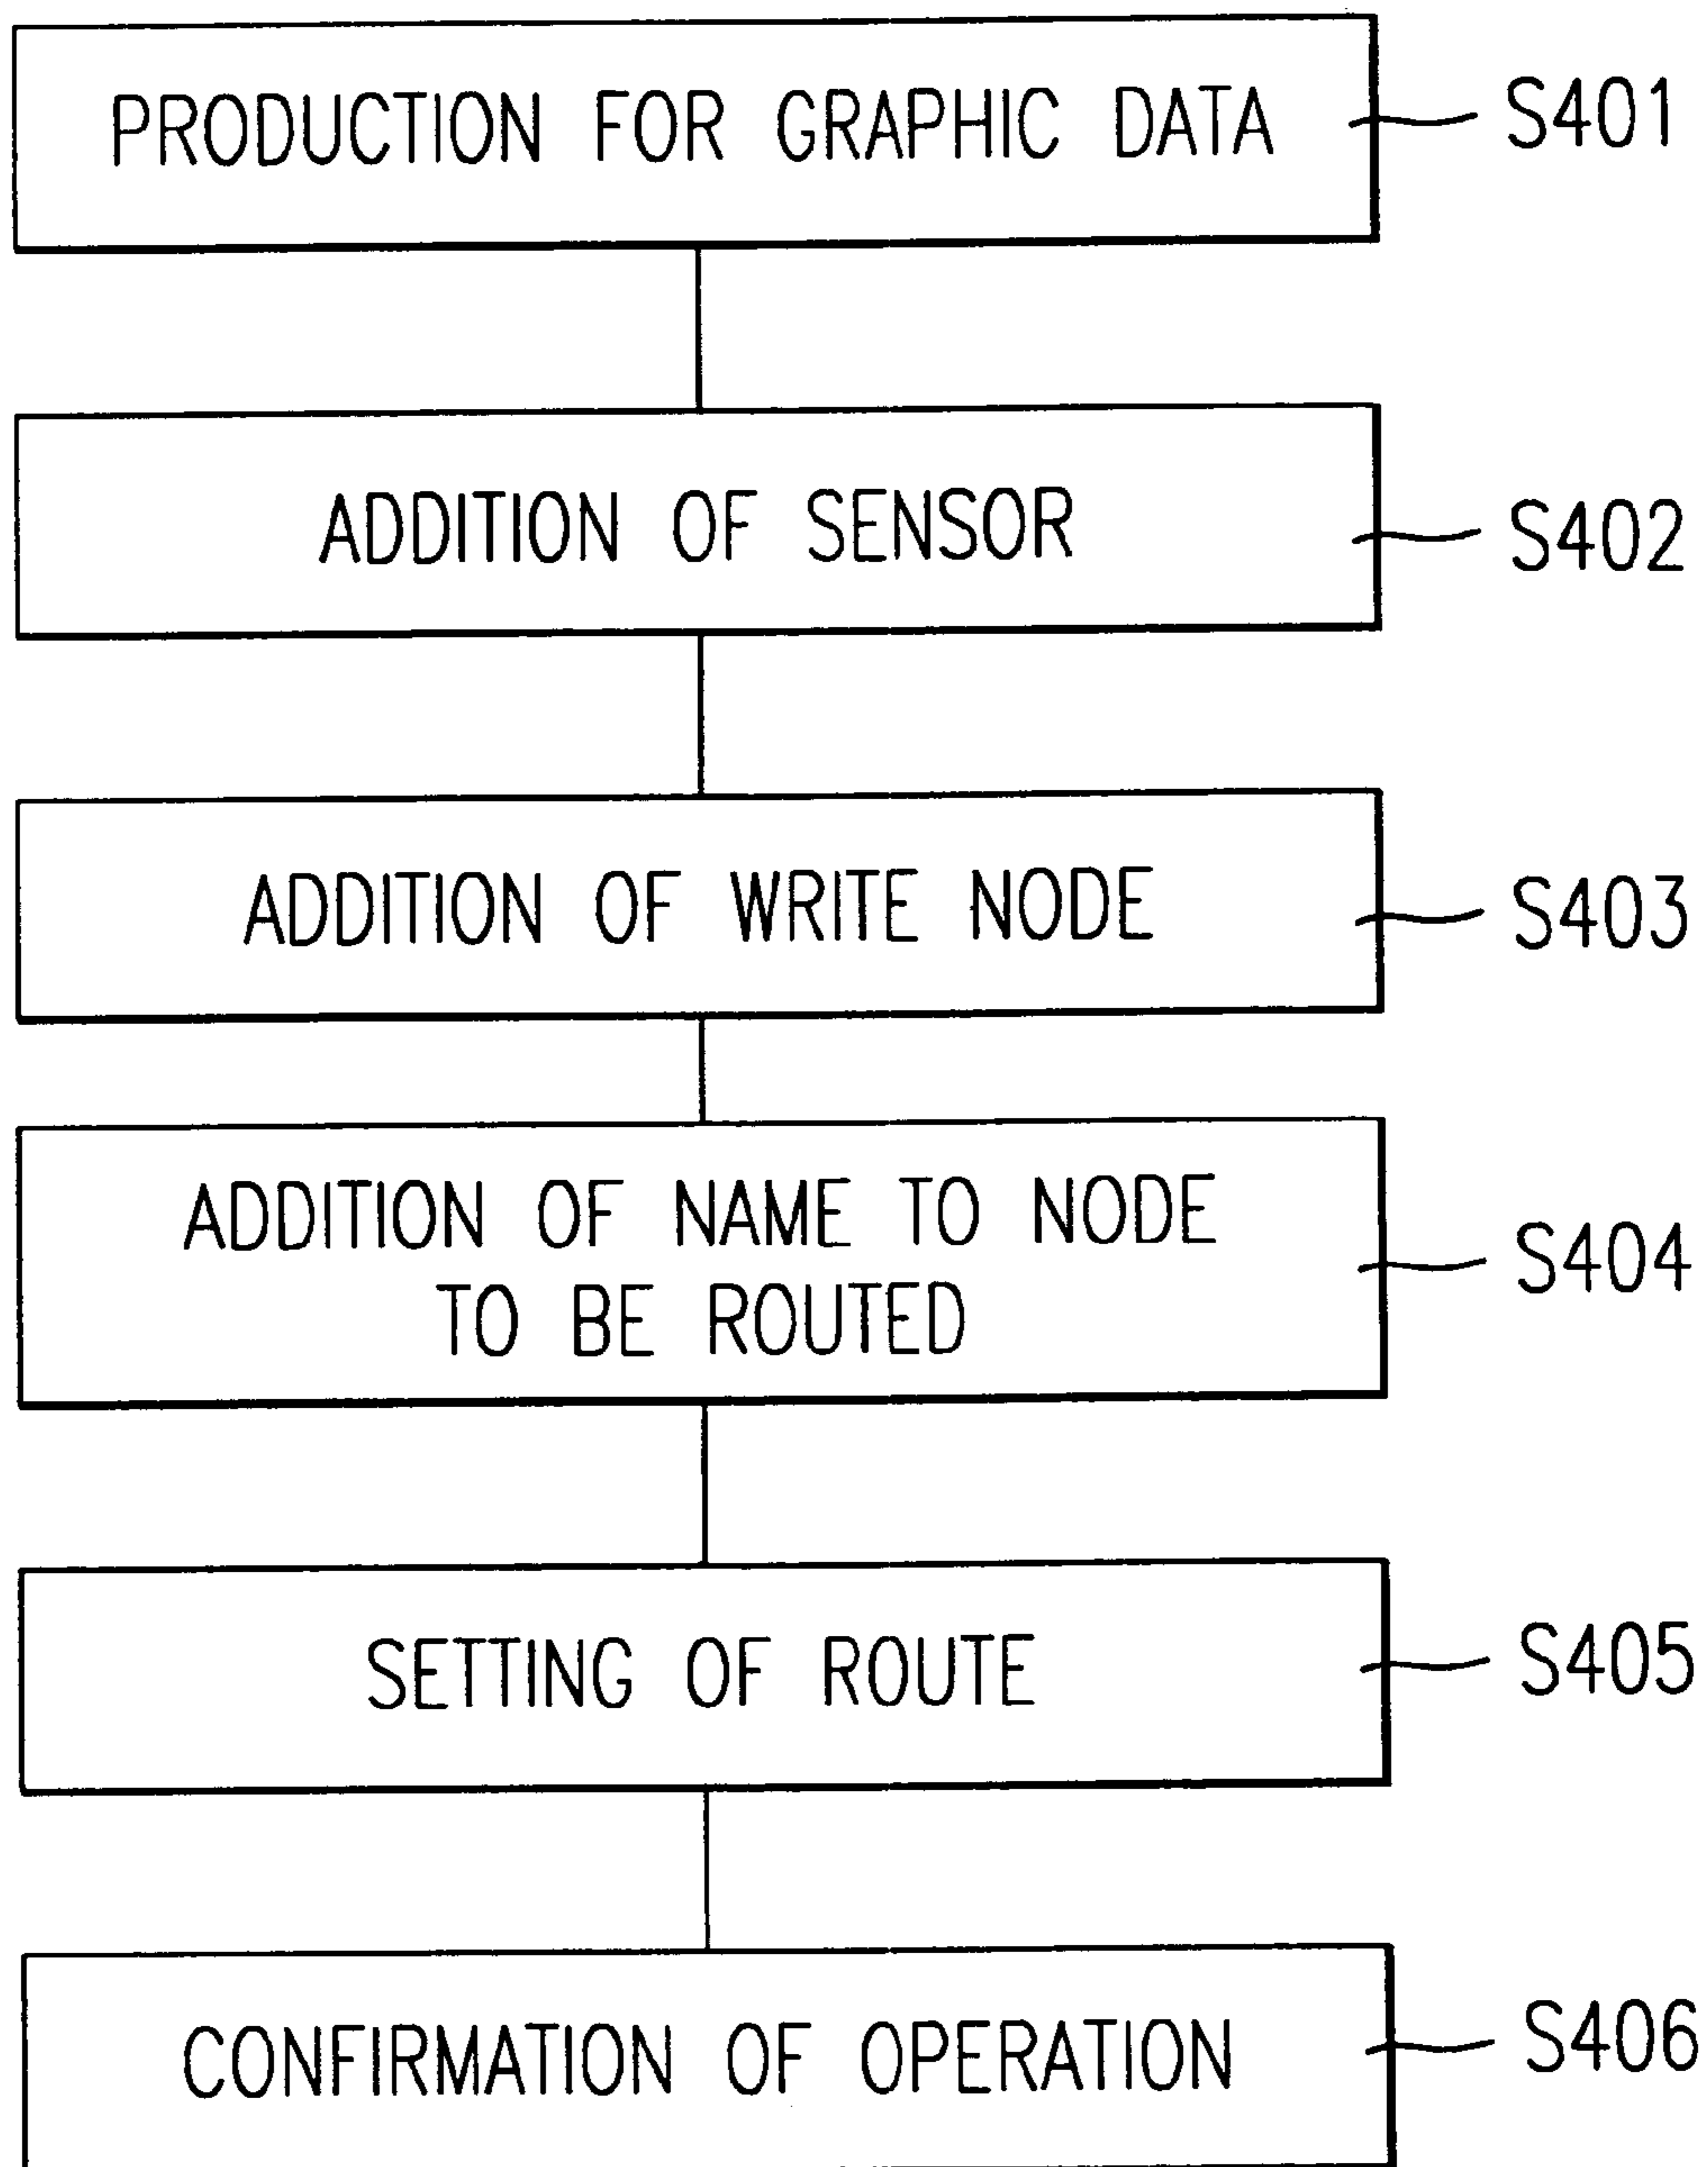 PRODUCTION FOR GRAPHIC DATA S401
ADDITION OF SENSOR S402
ADDITION OF WRITE NODE S403
ADDITION OF NAME TO NODE
TO BE ROUTED S404
SETTING OF ROUTE S405
CONFIRMATION OF OPERATION S406